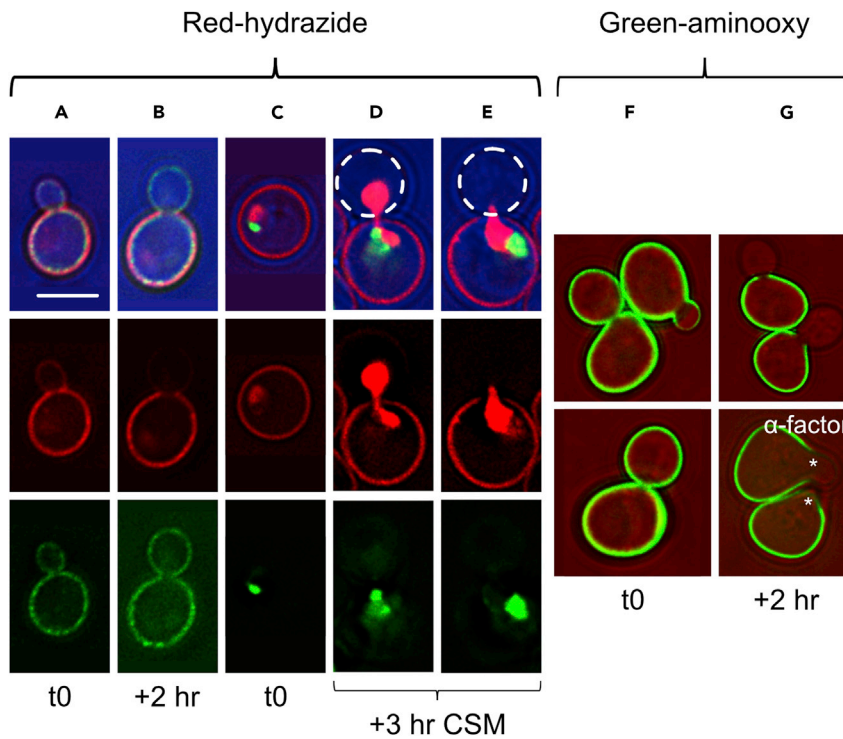 Red-hydrazide
Green-aminooxy
A B C D E F G
α-factor
* 
*
t0 +2 hr
t0 +2 hr t0
+3 hr CSM